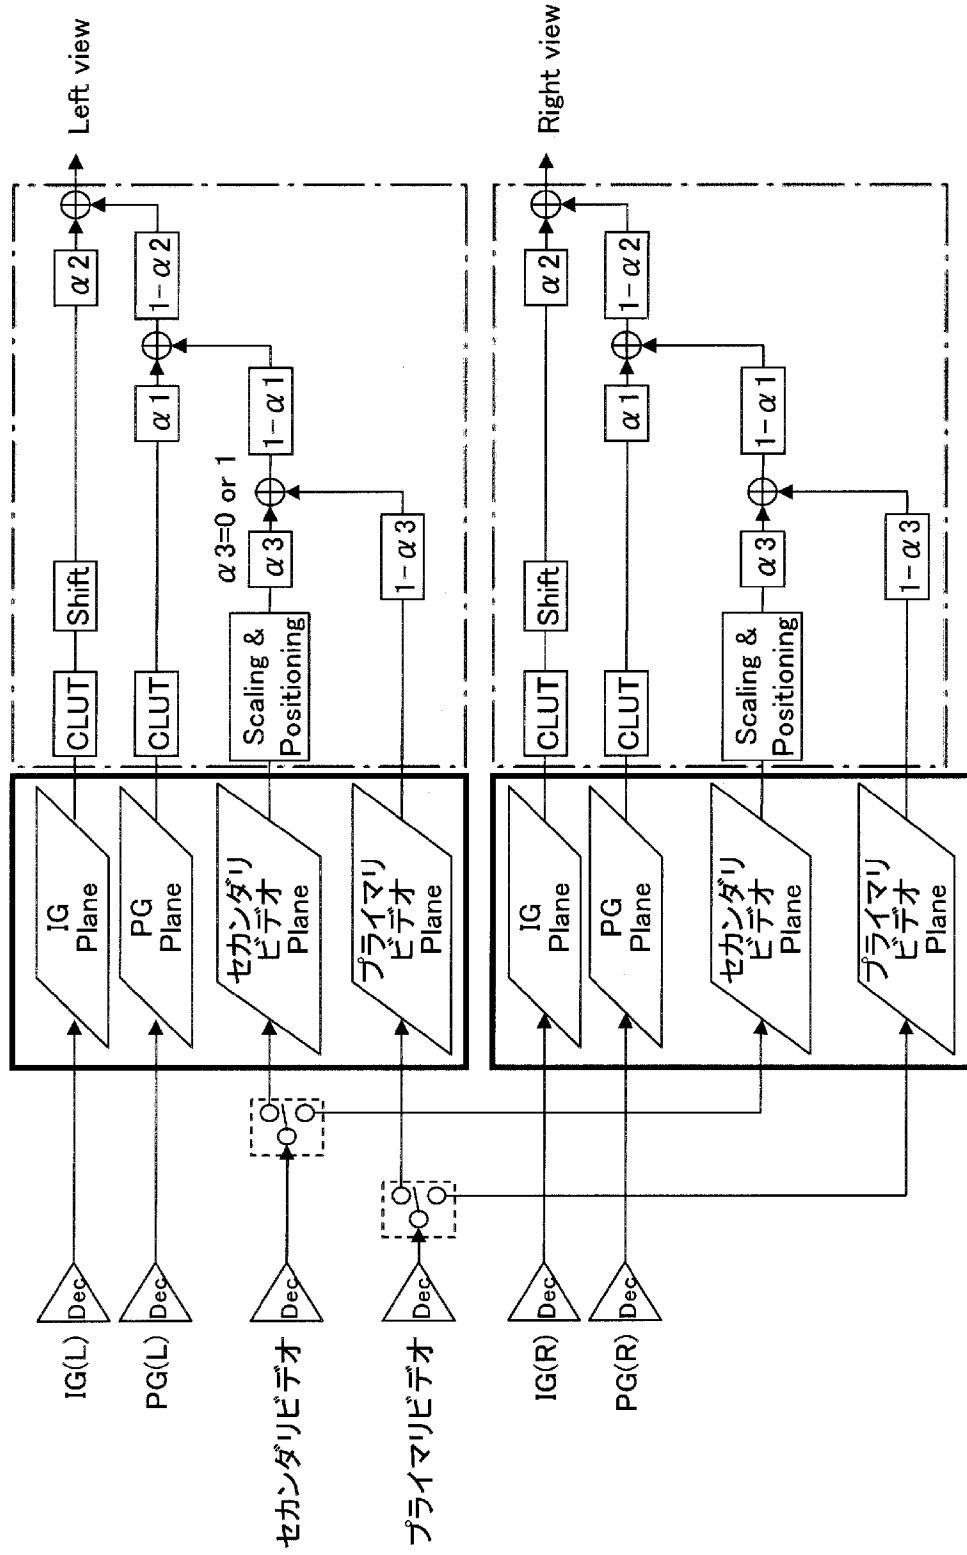 IG(L)
Dec
IG
Plane
CLUT
Shift
α2
Left view
PG(L)
Dec
PG
Plane
CLUT
α1
1-α2
セカンダリビデオ
Dec
セカンダリ
ビデオ
Plane
Scaling &
Positioning
α3=0 or 1
α3
1-α1
プライマリビデオ
Dec
プライマリ
ビデオ
Plane
1-α3
IG(R)
Dec
IG
Plane
CLUT
Shift
α2
Right view
PG(R)
Dec
PG
Plane
CLUT
α1
1-α2
セカンダリ
ビデオ
Plane
Scaling &
Positioning
α3
1-α1
プライマリ
ビデオ
Plane
1-α3